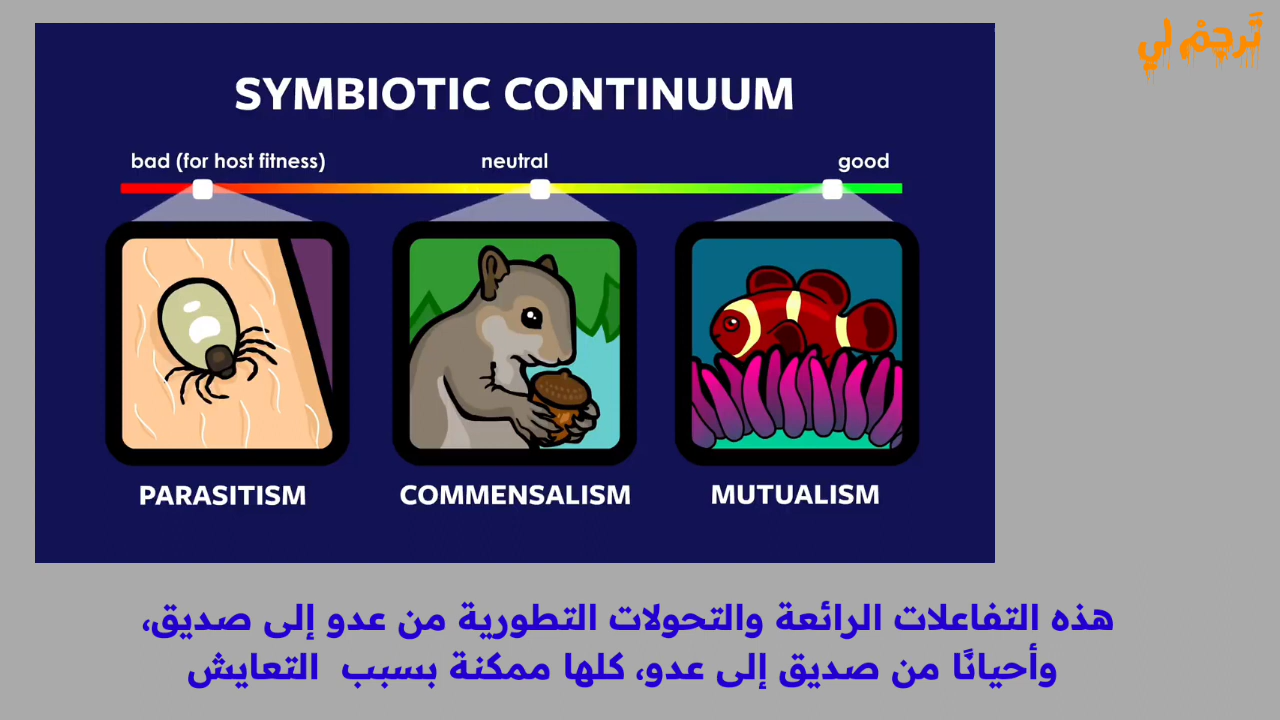 تَّرجِمْ لي
SYMBIOTIC CONTINUUM
bad (for host fitness) neutral good
PARASITISM COMMENSALISM MUTUALISM
هذه التفاعلات الرائعة والتحولات التطورية من عدو إلى صديق،
وأحيانًا من صديق إلى عدو، كلها ممكنة بسبب التعايش